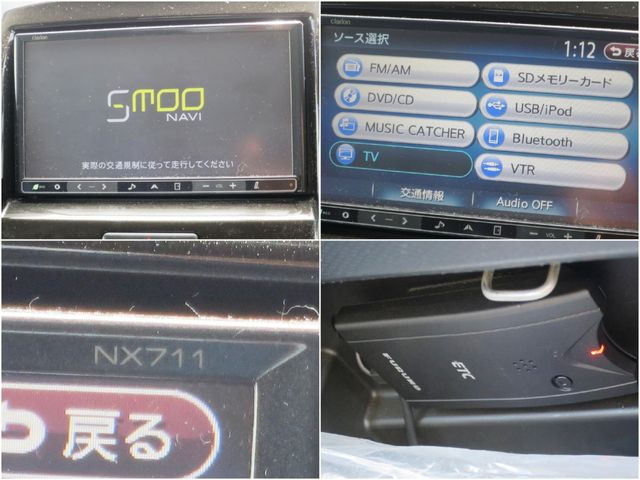 clarion
SMOO
NAVI
実際の交通規制に従って走行してください
VOL
clarion
ソース選択
1:12
戻る
FM/AM
SDメモリーカード
DVD/CD
USB/iPod
MUSIC CATCHER
Bluetooth
TV
VTR
交通情報
Audio OFF
VOL
NX711
戻る
FURUNO
ETC